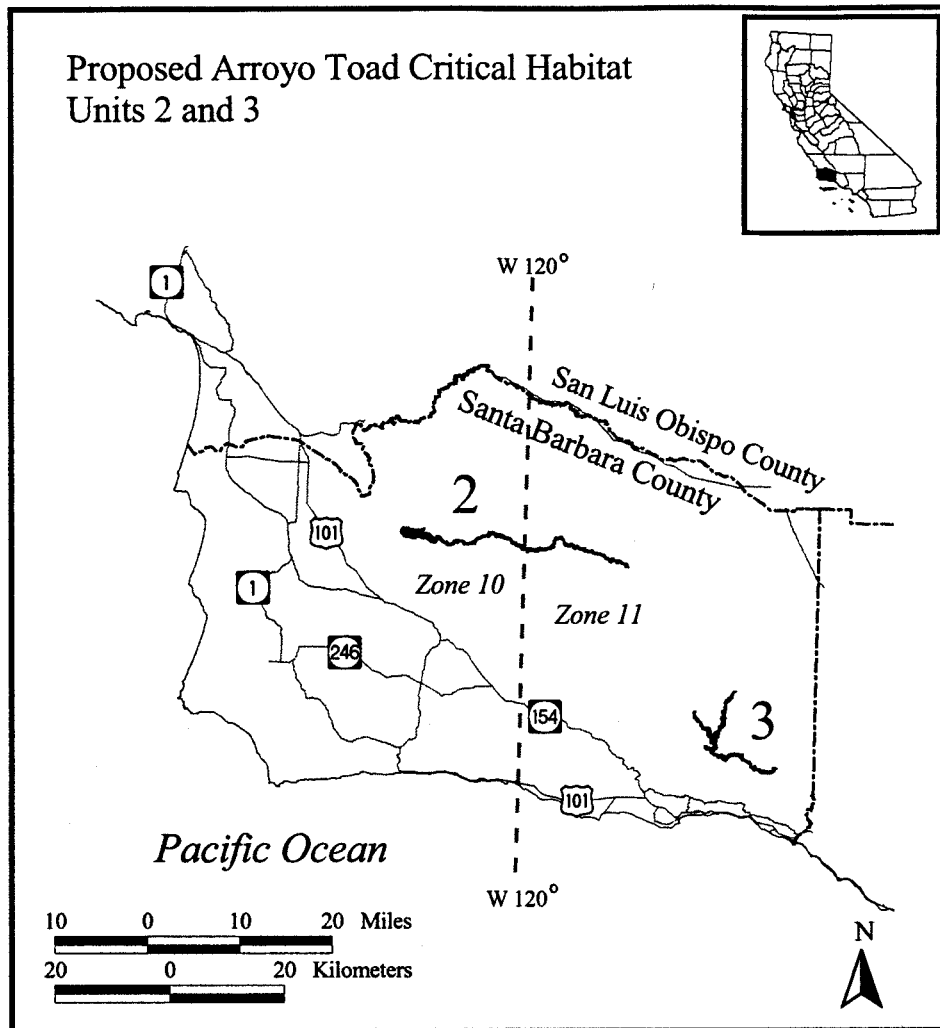 Proposed Arroyo Toad Critical Habitat
Units 2 and 3
W 120°
1
San Luis Obispo County
Santa Barbara County
2
101
Zone 10
1
Zone 11
246
154
3
101
Pacific Ocean
W 120°
10 0 10 20 Miles
20 0 20 Kilometers
N